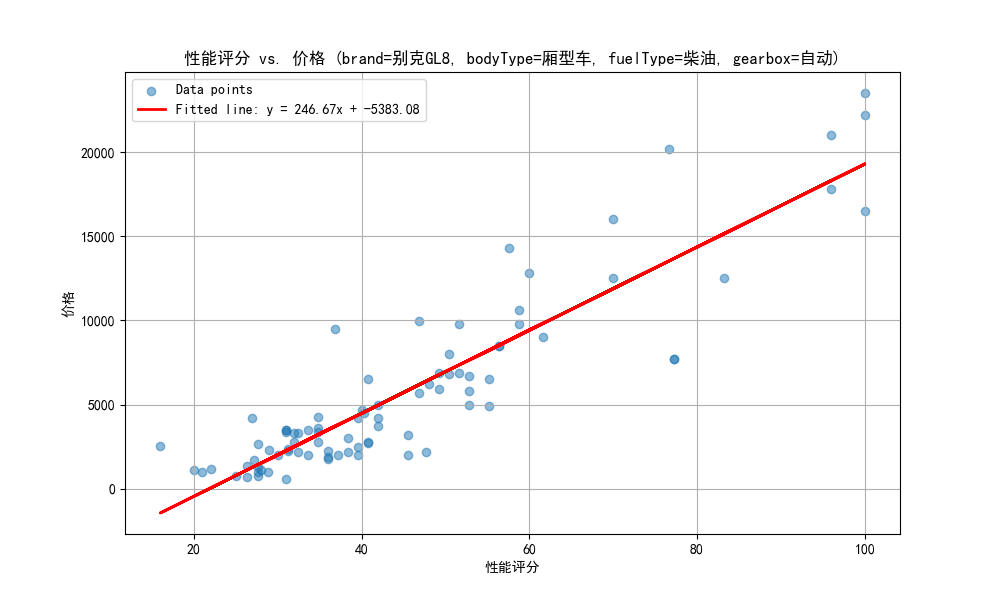 性能评分 vs. 价格 (brand=别克GL8, bodyType=厢型车, fuelType=柴油, gearbox=自动)
Data points
Fitted line: y = 246.67x + -5383.08
价格
20000
15000
10000
5000
0
20 40 60 80 100
性能评分